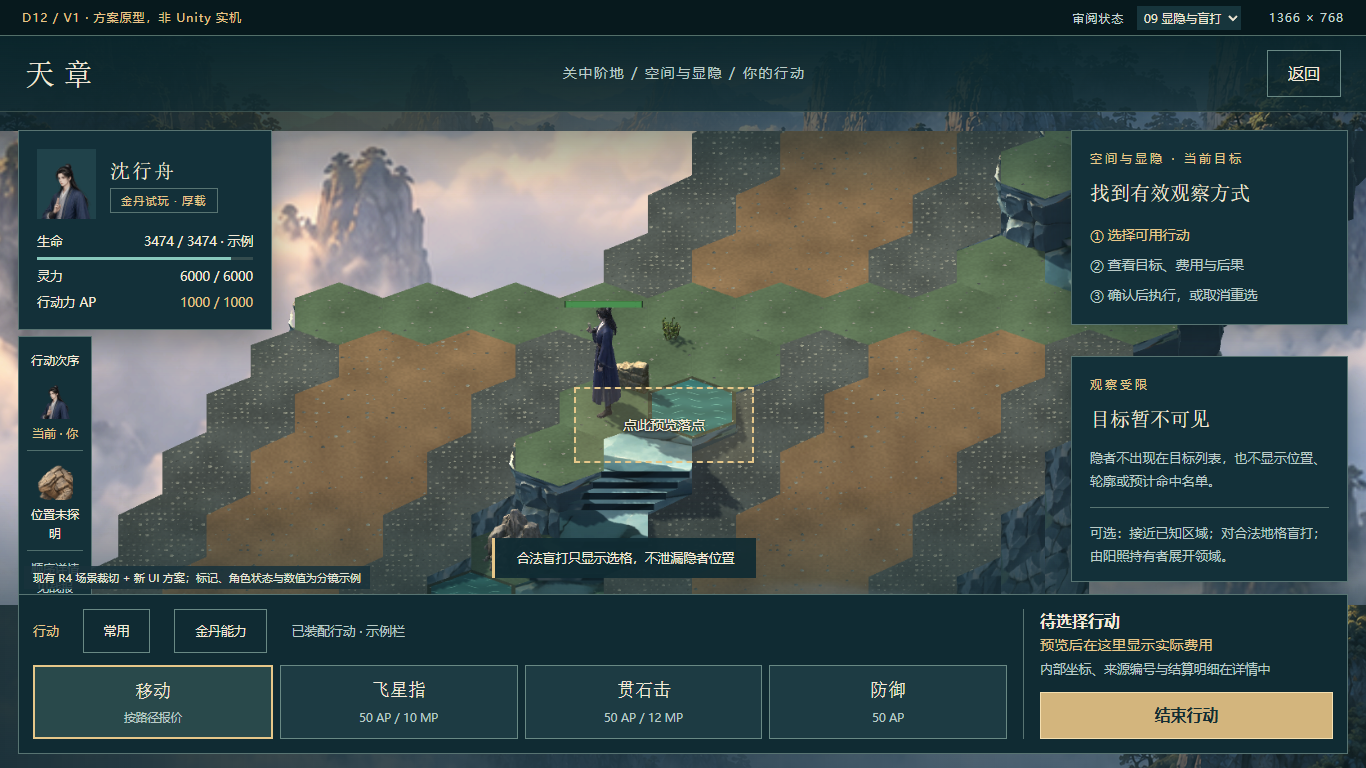 D12 / V1 · 方案原型，非 Unity 实机
审阅状态
09 显隐与盲打
1366 × 768
天章
关中阶地 / 空间与显隐 / 你的行动
返回
沈行舟
金丹试玩 · 厚载
生命 3474 / 3474 · 示例
灵力 6000 / 6000
行动力 AP 1000 / 1000
行动次序
当前 · 你
位置未探
明
现有 R4 场景裁切 + 新 UI 方案；标记、角色状态与数值为分镜示例
点此预览落点
合法盲打只显示选格，不泄漏隐者位置
空间与显隐 · 当前目标
找到有效观察方式
① 选择可用行动
② 查看目标、费用与后果
③ 确认后执行，或取消重选
观察受限
目标暂不可见
隐者不出现在目标列表，也不显示位置、
轮廓或预计命中名单。
可选：接近已知区域；对合法地格盲打；
由阳照持有者展开领域。
行动
常用
金丹能力
已装配行动 · 示例栏
移动
按路径报价
飞星指
50 AP / 10 MP
贯石击
50 AP / 12 MP
防御
50 AP
待选择行动
预览后在这里显示实际费用
内部坐标、来源编号与结算明细在详情中
结束行动